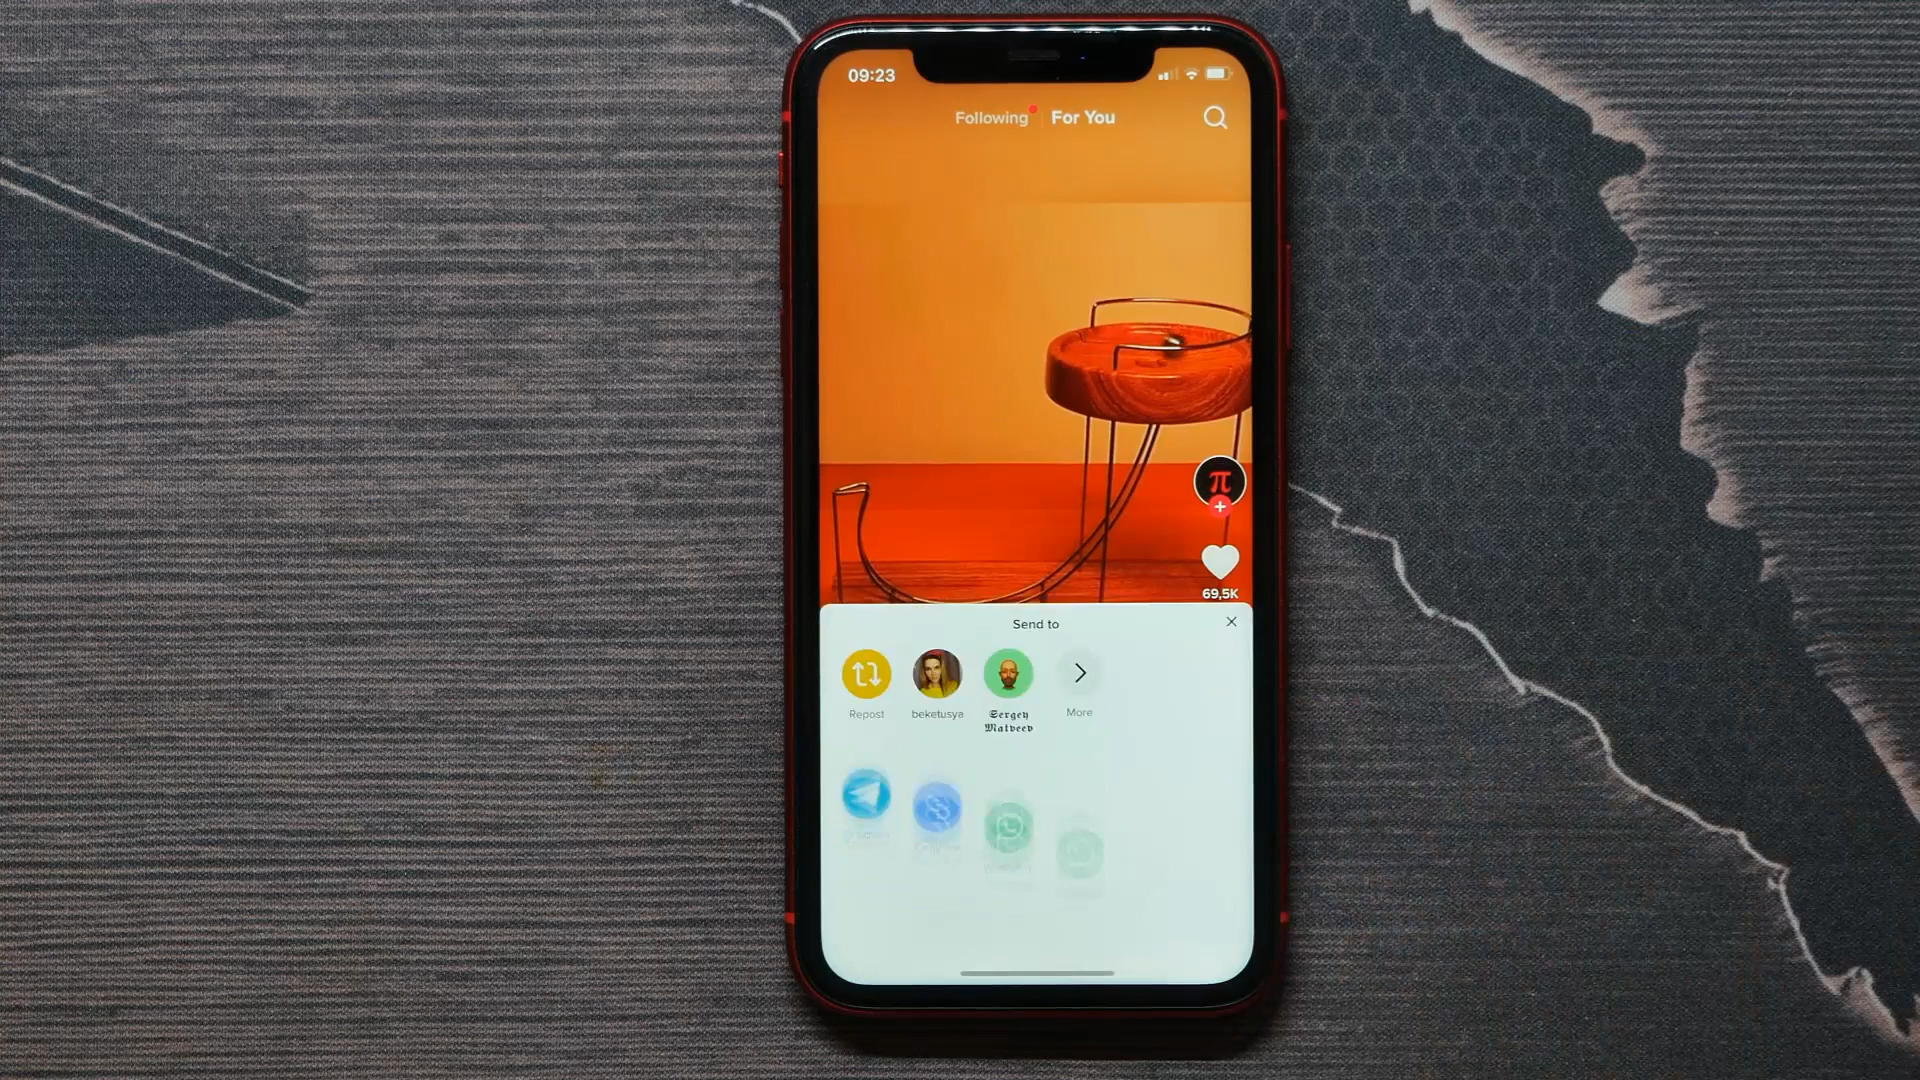 09:23
Following
For You
π
69,5K
Send to
Repost
beketusya
𝕾𝖊𝖗𝖌𝖊𝖞
𝕸𝖆𝖙𝖛𝖊𝖊𝖛
More